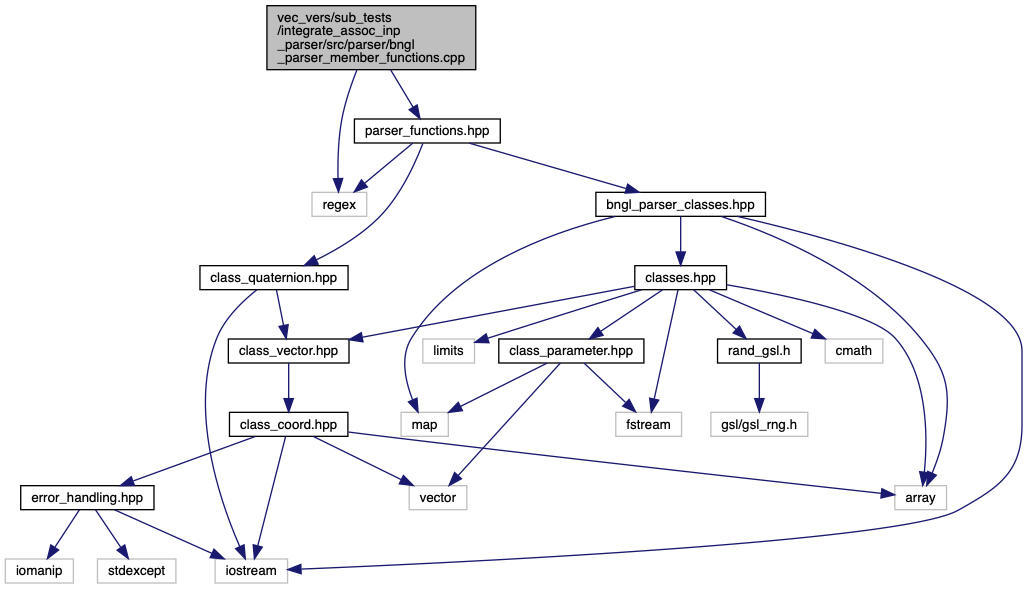 vec_vers/sub_tests
/integrate_assoc_inp
_parser/src/parser/bngl
_parser_member_functions.cpp
parser_functions.hpp
regex
bngl_parser_classes.hpp
class_quaternion.hpp
classes.hpp
class_vector.hpp
limits
class_parameter.hpp
rand_gsl.h
cmath
class_coord.hpp
map
fstream
gsl/gsl_rng.h
error_handling.hpp
vector
array
iomanip
stdexcept
iostream